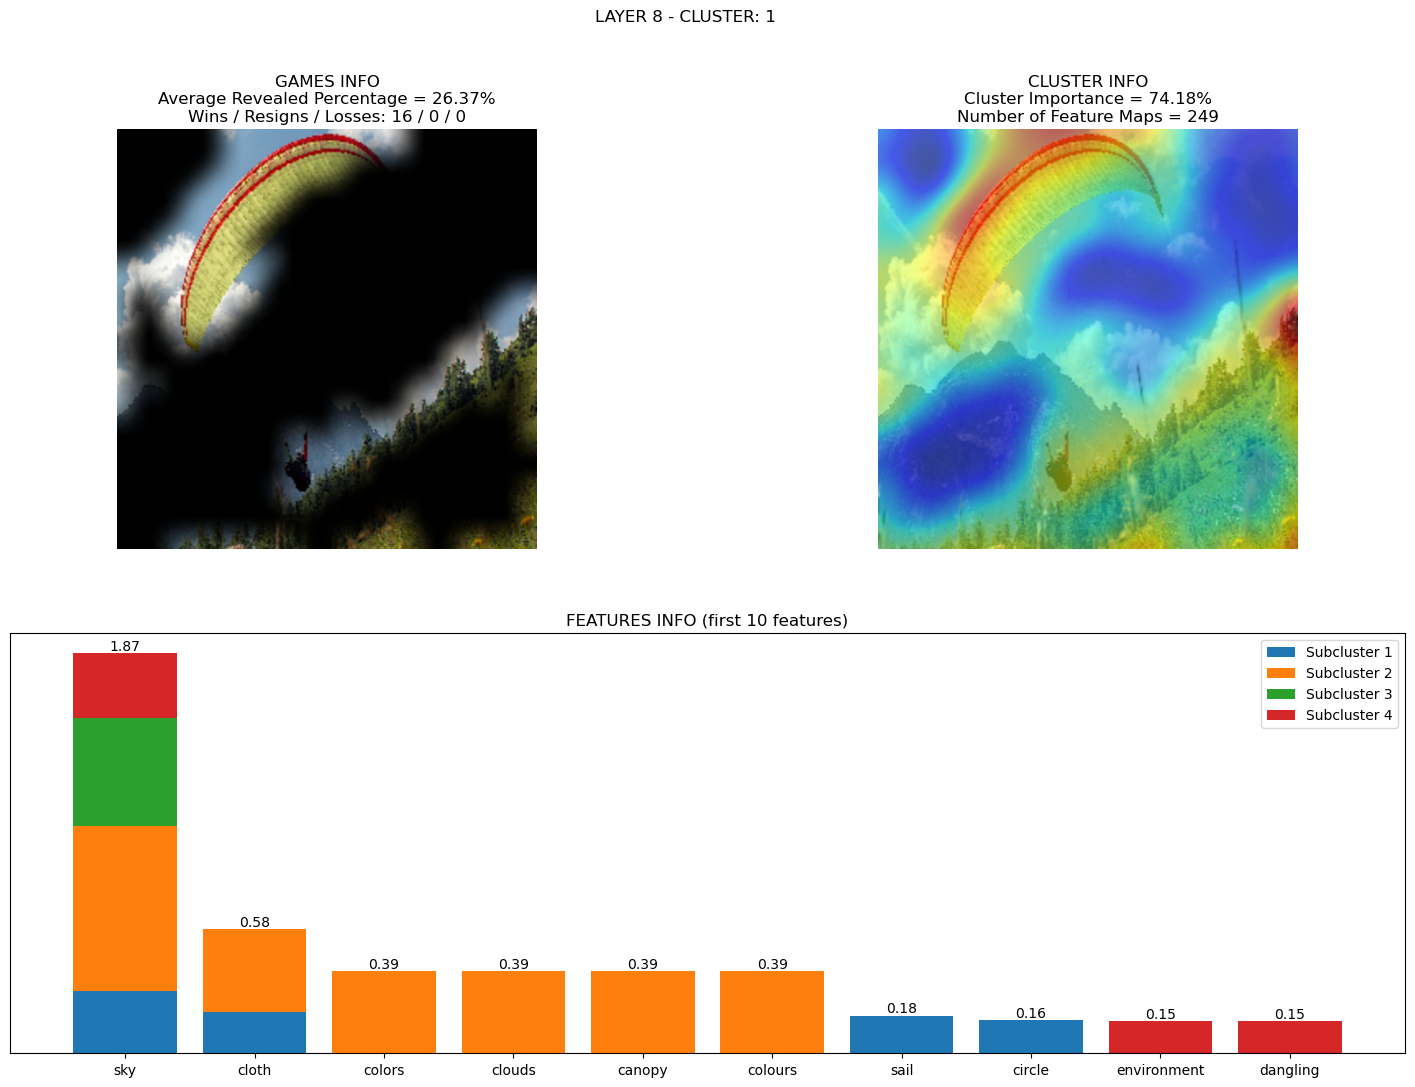 LAYER 8 - CLUSTER: 1
GAMES INFO
Average Revealed Percentage = 26.37%
Wins / Resigns / Losses: 16 / 0 / 0
CLUSTER INFO
Cluster Importance = 74.18%
Number of Feature Maps = 249
FEATURES INFO (first 10 features)
1.87
0.58
0.39
0.39
0.39
0.39
0.18
0.16
0.15
0.15
Subcluster 1
Subcluster 2
Subcluster 3
Subcluster 4
sky
cloth
colors
clouds
canopy
colours
sail
circle
environment
dangling